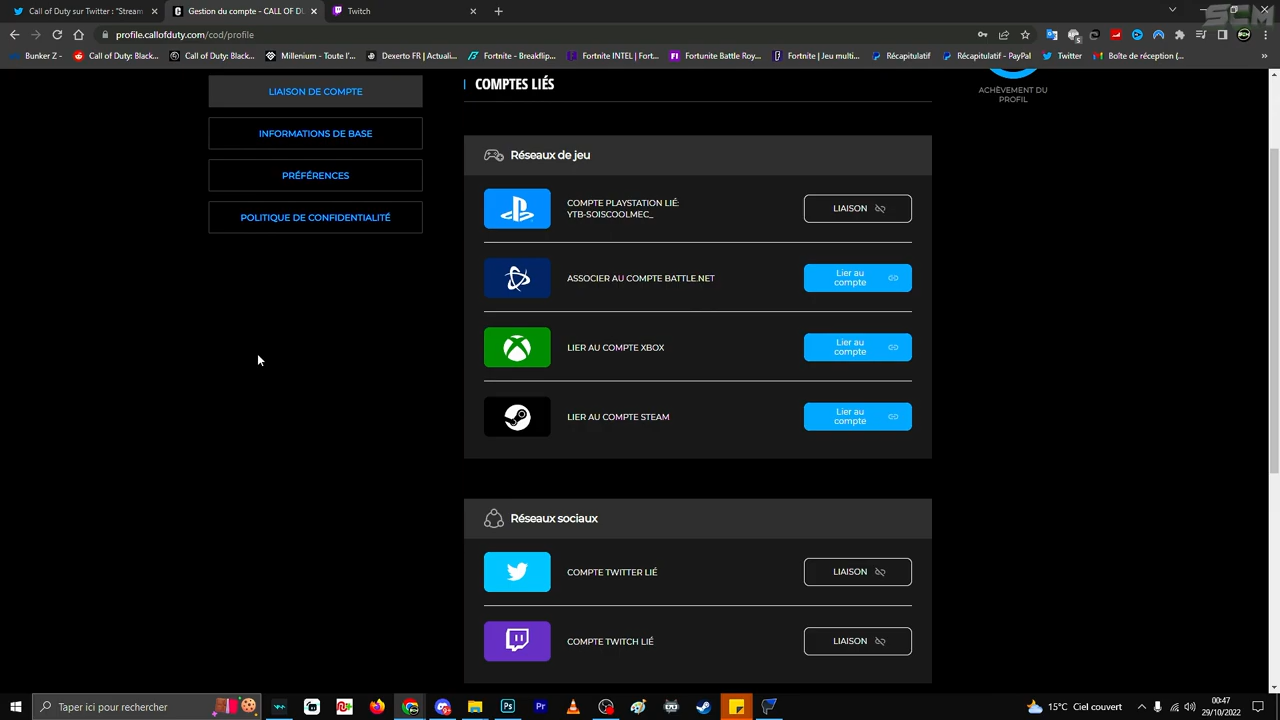 Call of Duty sur Twitter : "Stream
Gestion du compte - CALL OF D
Twitch
SCM
profile.callofduty.com/cod/profile
Bunker Z -
Call of Duty: Black...
Millenium - Toute l'i...
Call of Duty: Black...
Dexerto FR | Actuali...
Fortnite - Breakflip...
Fortnite INTEL | Fort...
Fortunite Battle Roy...
Fortnite | Jeu multi...
Récapitulatif
Récapitulatif - PayPal
Twitter
Boîte de réception (...
LIAISON DE COMPTE
INFORMATIONS DE BASE
PRÉFÉRENCES
POLITIQUE DE CONFIDENTIALITÉ
COMPTES LIÉS
ACHÈVEMENT DU
PROFIL
Réseaux de jeu
COMPTE PLAYSTATION LIÉ:
YTB-SOISCOOLMEC_
LIAISON
ASSOCIER AU COMPTE BATTLE.NET
Lier au
compte
LIER AU COMPTE XBOX
Lier au
compte
LIER AU COMPTE STEAM
Lier au
compte
Réseaux sociaux
COMPTE TWITTER LIÉ
LIAISON
COMPTE TWITCH LIÉ
LIAISON
Taper ici pour rechercher
15°C Ciel couvert
00:47
29/10/2022